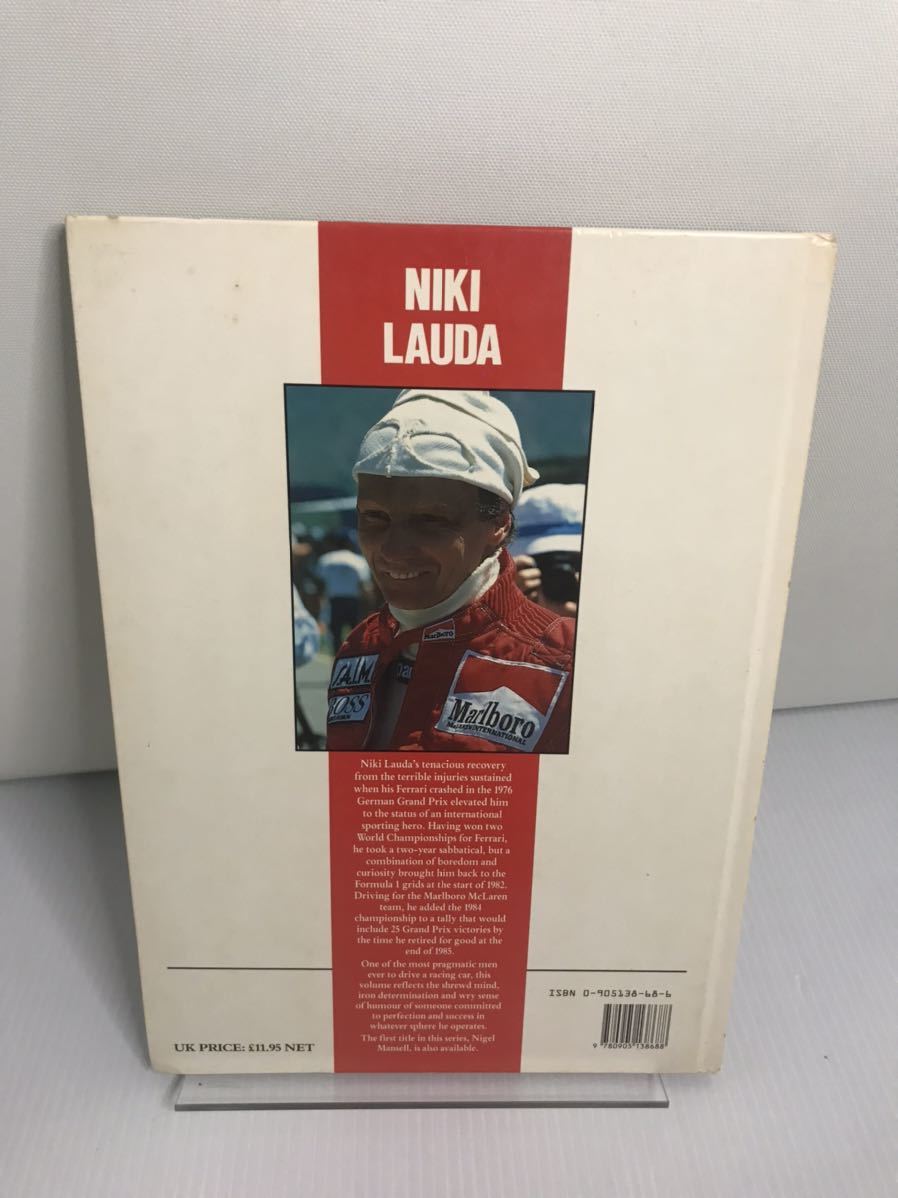 NIKI
LAUDA
Marlboro
BOSS
Marlboro
McLAREN INTERNATIONAL
Niki Lauda's tenacious recovery
from the terrible injuries sustained
when his Ferrari crashed in the 1976
German Grand Prix elevated him
to the status of an international
sporting hero. Having won two
World Championships for Ferrari,
he took a two-year sabbatical, but a
combination of boredom and
curiosity brought him back to the
Formula 1 grids at the start of 1982.
Driving for the Marlboro McLaren
team, he added the 1984
championship to a tally that would
include 25 Grand Prix victories by
the time he retired for good at the
end of 1985.
One of the most pragmatic men
ever to drive a racing car, this
volume reflects the shrewd mind,
iron determination and wry sense
of humour of someone committed
to perfection and success in
whatever sphere he operates.
The first title in this series, Nigel
Mansell, is also available.
UK PRICE: £11.95 NET
ISBN 0-905138-68-6
9 780905 138688